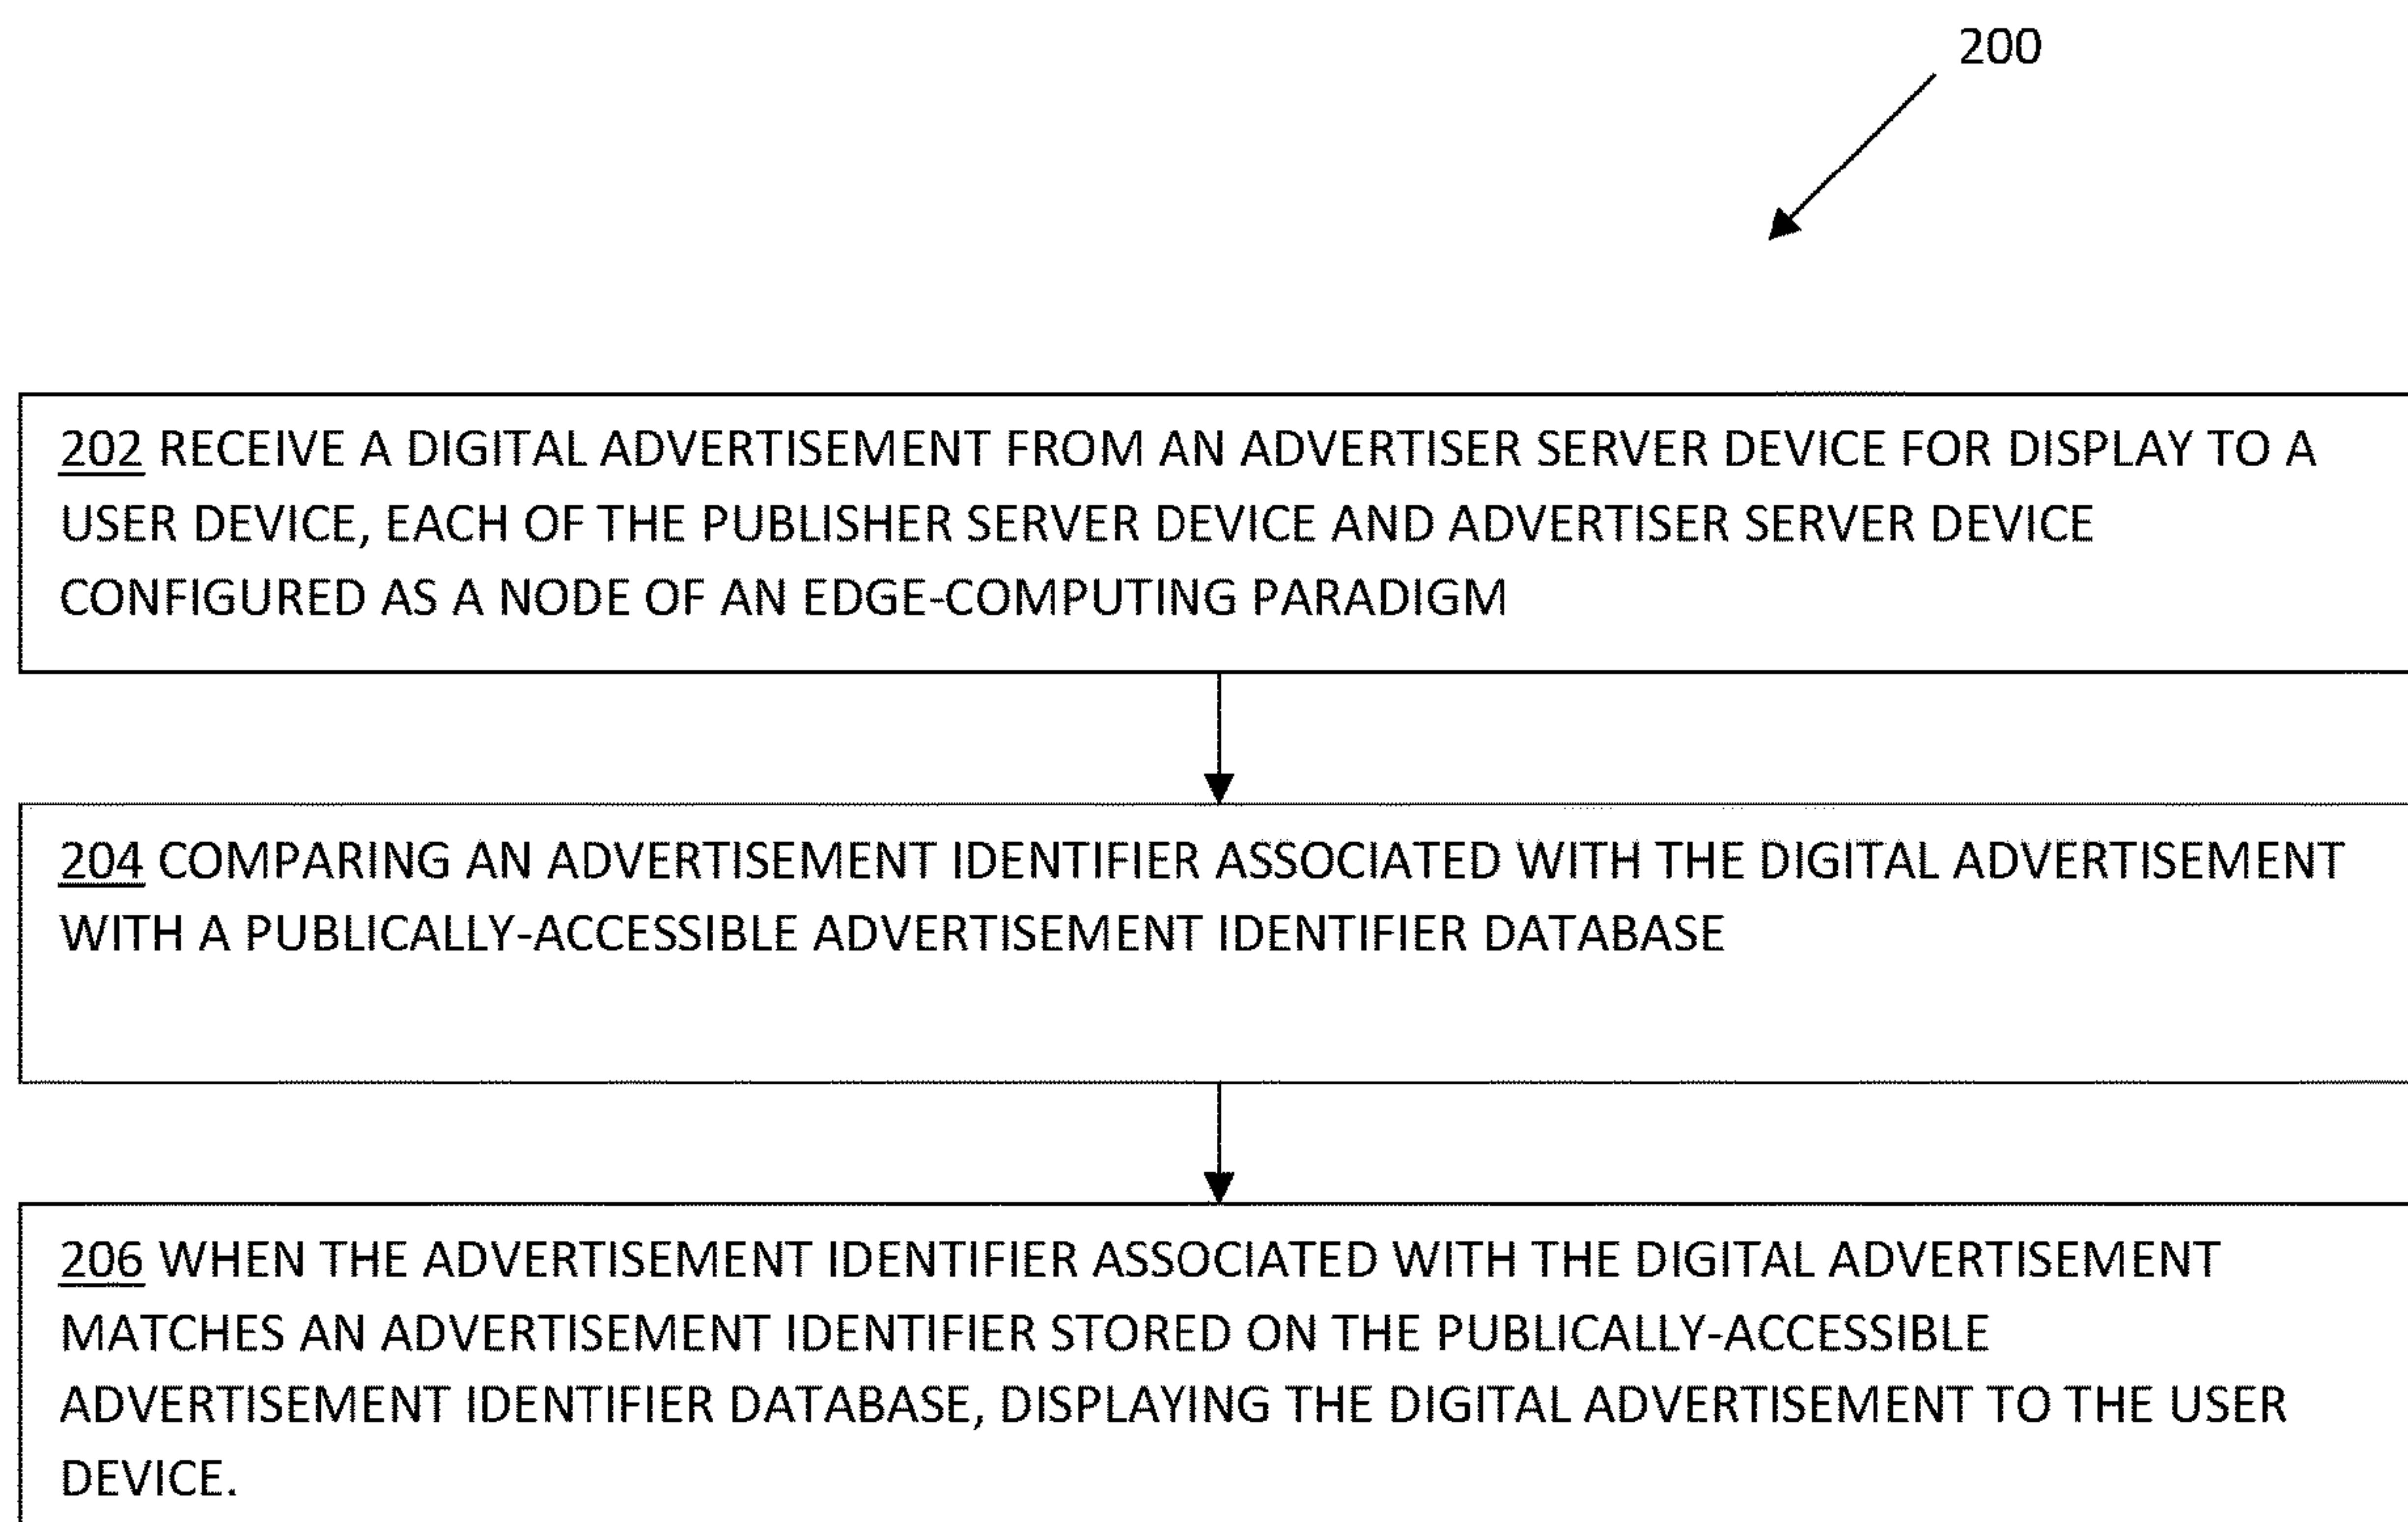 200
202 RECEIVE A DIGITAL ADVERTISEMENT FROM AN ADVERTISER SERVER DEVICE FOR DISPLAY TO A
USER DEVICE, EACH OF THE PUBLISHER SERVER DEVICE AND ADVERTISER SERVER DEVICE
CONFIGURED AS A NODE OF AN EDGE-COMPUTING PARADIGM
204 COMPARING AN ADVERTISEMENT IDENTIFIER ASSOCIATED WITH THE DIGITAL ADVERTISEMENT
WITH A PUBLICALLY-ACCESSIBLE ADVERTISEMENT IDENTIFIER DATABASE
206 WHEN THE ADVERTISEMENT IDENTIFIER ASSOCIATED WITH THE DIGITAL ADVERTISEMENT
MATCHES AN ADVERTISEMENT IDENTIFIER STORED ON THE PUBLICALLY-ACCESSIBLE
ADVERTISEMENT IDENTIFIER DATABASE, DISPLAYING THE DIGITAL ADVERTISEMENT TO THE USER
DEVICE.